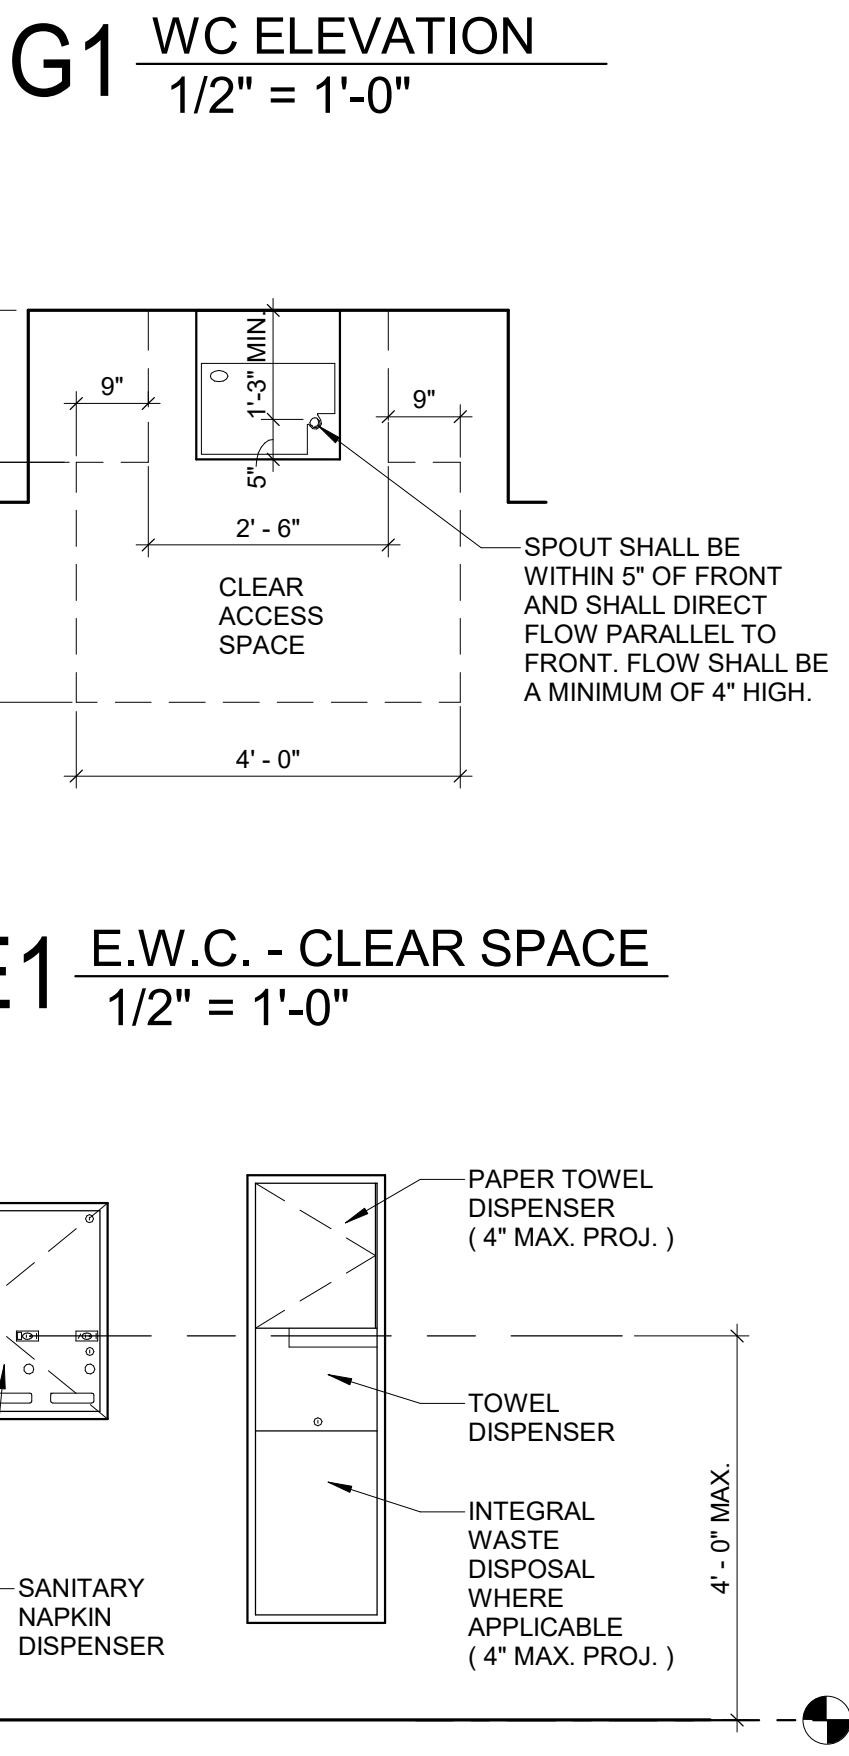 G1 WC ELEVATION
1/2" = 1'-0"
1'-3" MIN.
9"
9"
5"
2' - 6"
CLEAR
ACCESS
SPACE
SPOUT SHALL BE
WITHIN 5" OF FRONT
AND SHALL DIRECT
FLOW PARALLEL TO
FRONT. FLOW SHALL BE
A MINIMUM OF 4" HIGH.
4' - 0"
E1 E.W.C. - CLEAR SPACE
1/2" = 1'-0"
PAPER TOWEL
DISPENSER
( 4" MAX. PROJ. )
TOWEL
DISPENSER
INTEGRAL
WASTE
DISPOSAL
WHERE
APPLICABLE
( 4" MAX. PROJ. )
4' - 0" MAX.
SANITARY
NAPKIN
DISPENSER